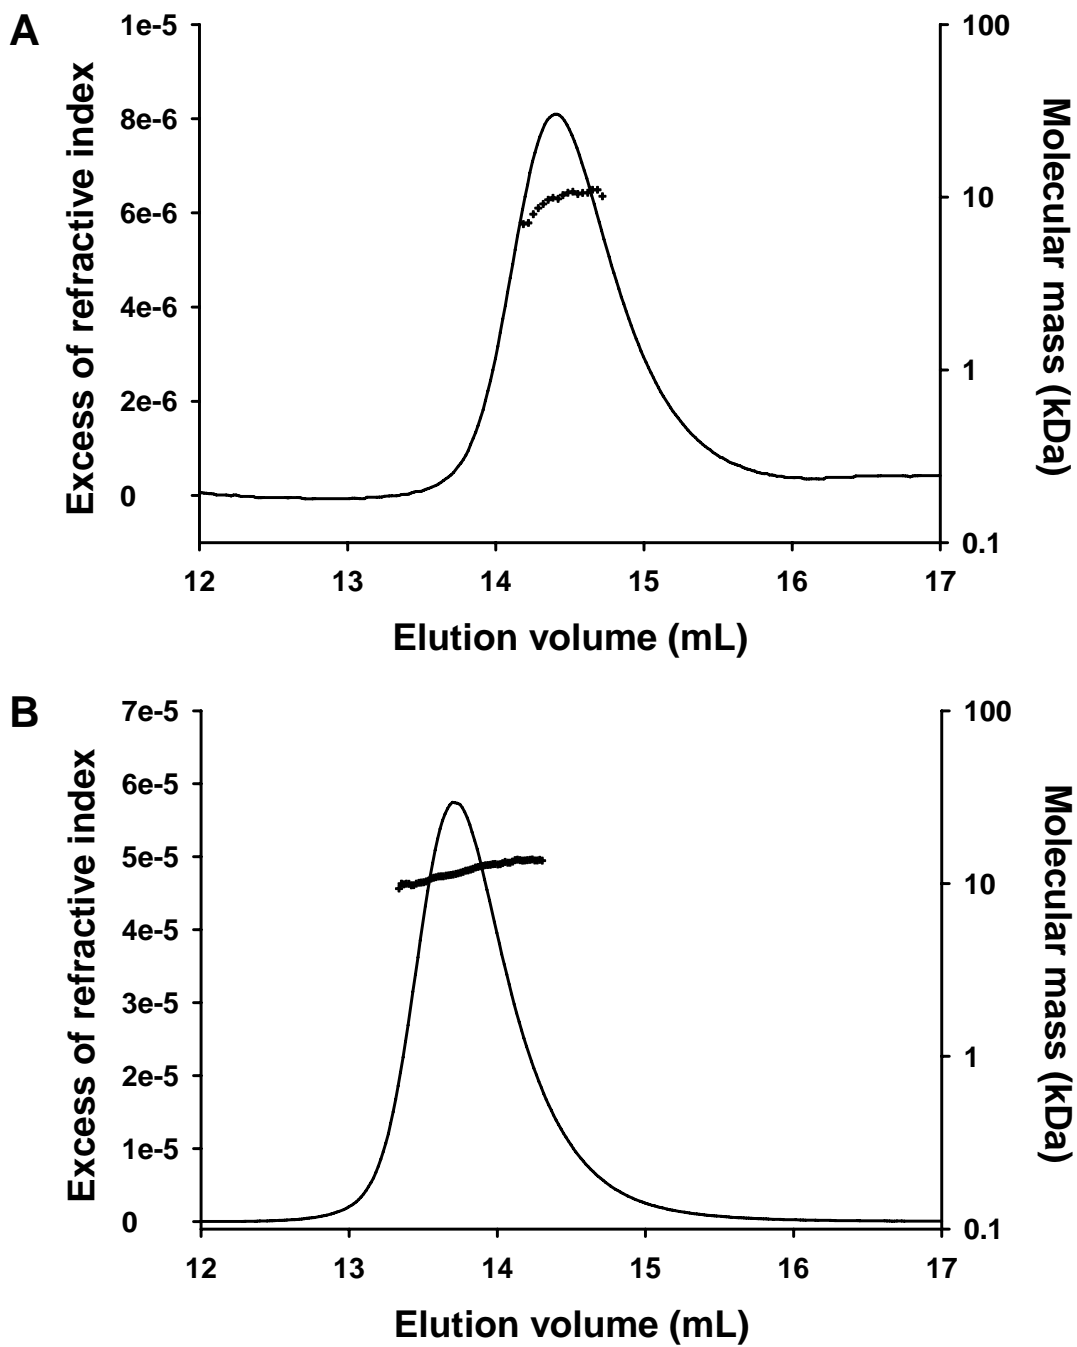 A
Excess of refractive index
1e-5
8e-6
6e-6
4e-6
2e-6
0
100
10
1
0.1
Molecular mass (kDa)
12 13 14 15 16 17
Elution volume (mL)
B
Excess of refractive index
7e-5
6e-5
5e-5
4e-5
3e-5
2e-5
1e-5
0
100
10
1
0.1
Molecular mass (kDa)
12 13 14 15 16 17
Elution volume (mL)